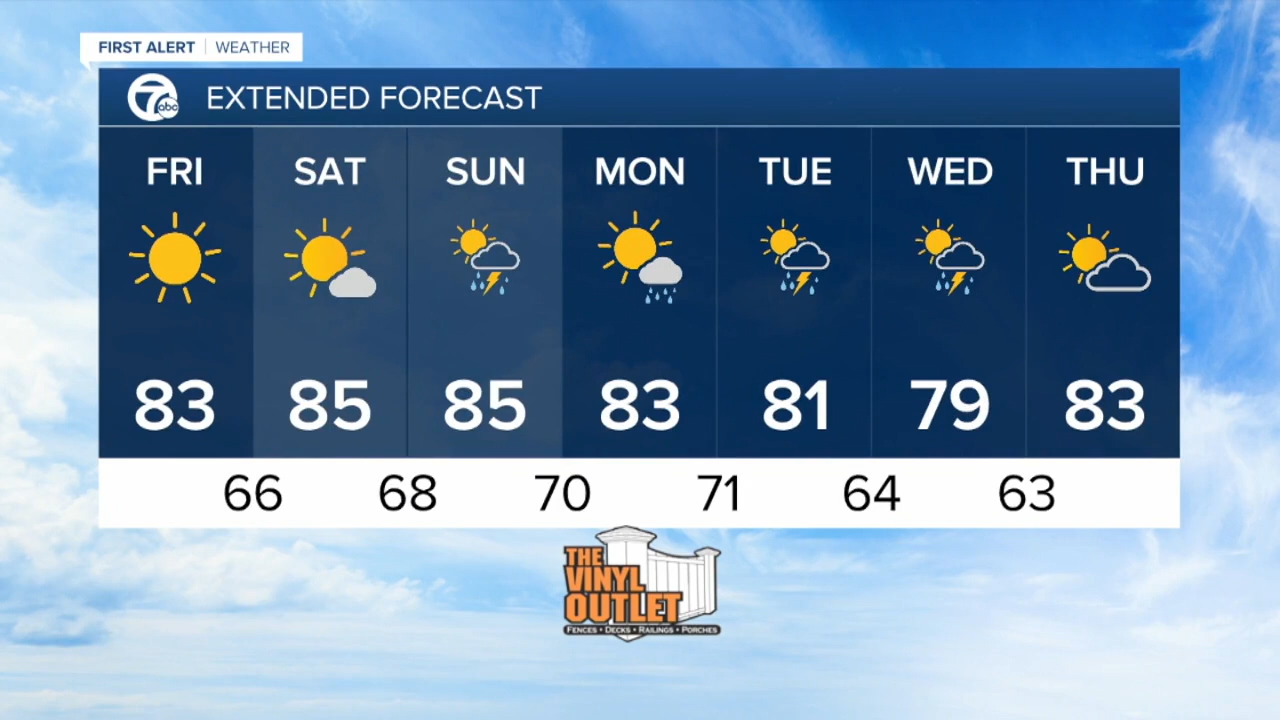 FIRST ALERT | WEATHER
7 abc EXTENDED FORECAST
FRI SAT SUN MON TUE WED THU
83 85 85 83 81 79 83
66 68 70 71 64 63
THE
VINYL
OUTLET
FENCES • DECKS • RAILINGS • PORCHES